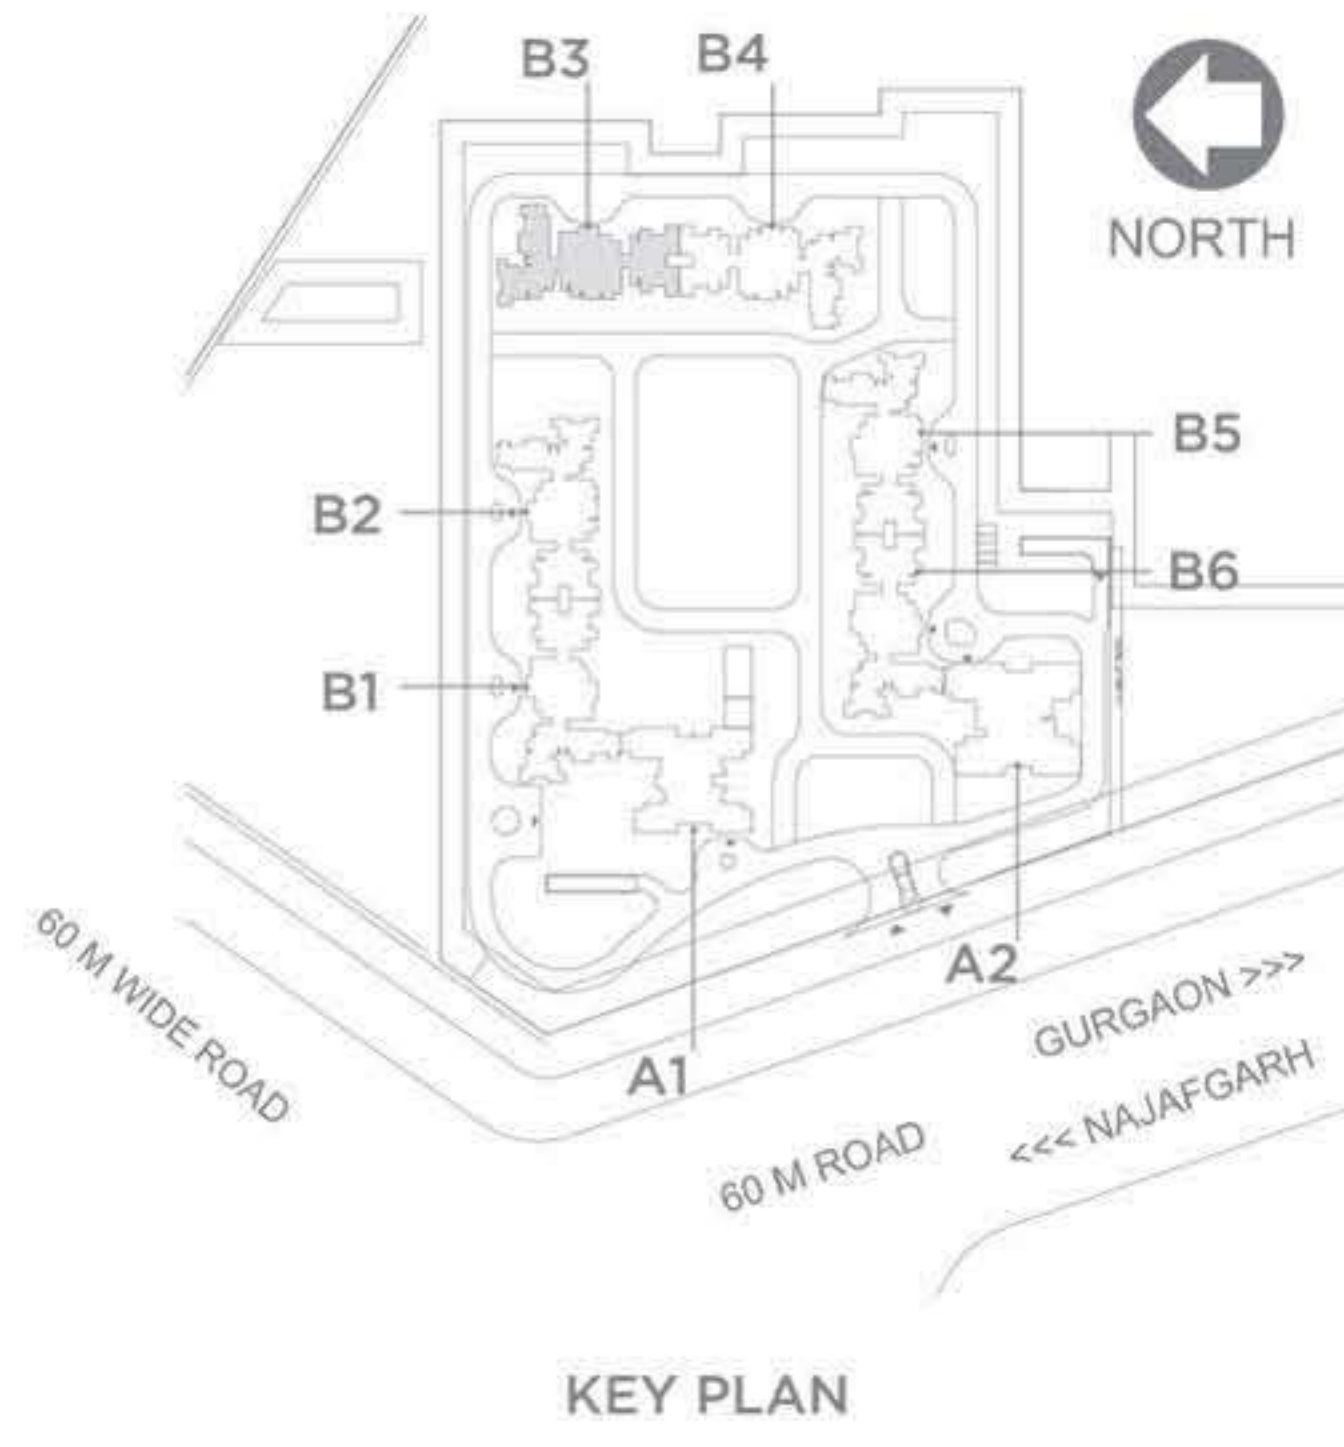 B3
B4
NORTH
B5
B2
B6
B1
A2
A1
60 M WIDE ROAD
GURGAON >>>
<<< NAJAFGARH
60 M ROAD
KEY PLAN